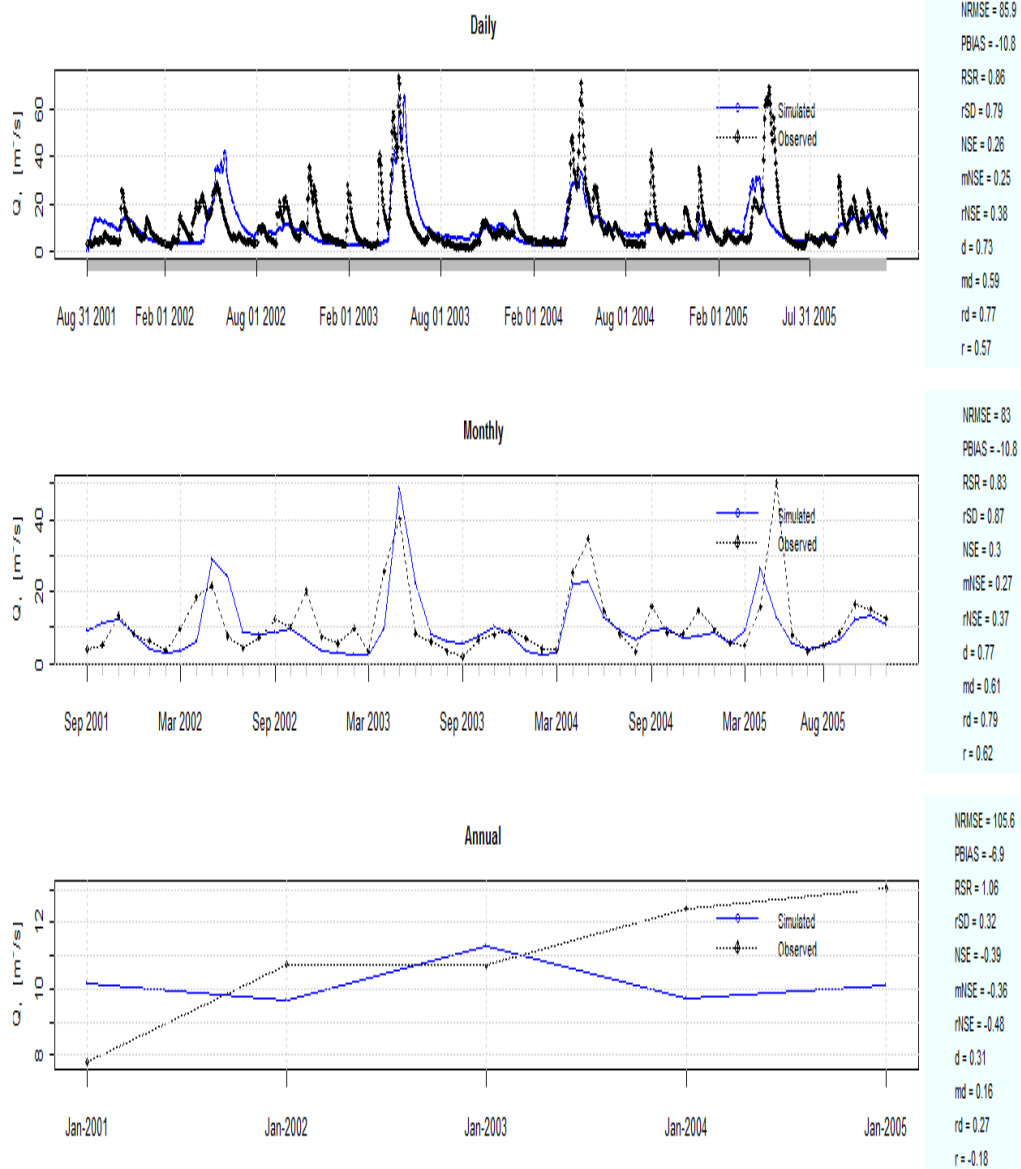 Daily
Q. [m³/s]
0 20 40 60
Simulated
Observed
Aug 31 2001 Feb 01 2002 Aug 01 2002 Feb 01 2003 Aug 01 2003 Feb 01 2004 Aug 01 2004 Feb 01 2005 Jul 31 2005
NRMSE = 85.9
PBIAS = -10.8
RSR = 0.86
rSD = 0.79
NSE = 0.26
mNSE = 0.25
rNSE = 0.38
d = 0.73
md = 0.59
rd = 0.77
r = 0.57
Monthly
Q. [m³/s]
0 20 40
Simulated
Observed
Sep 2001 Mar 2002 Sep 2002 Mar 2003 Sep 2003 Mar 2004 Sep 2004 Mar 2005 Aug 2005
NRMSE = 83
PBIAS = -10.8
RSR = 0.83
rSD = 0.87
NSE = 0.3
mNSE = 0.27
rNSE = 0.37
d = 0.77
md = 0.61
rd = 0.79
r = 0.62
Annual
Q. [m³/s]
8 10 12
Simulated
Observed
Jan-2001 Jan-2002 Jan-2003 Jan-2004 Jan-2005
NRMSE = 105.6
PBIAS = -6.9
RSR = 1.06
rSD = 0.32
NSE = -0.39
mNSE = -0.36
rNSE = -0.48
d = 0.31
md = 0.16
rd = 0.27
r = -0.18